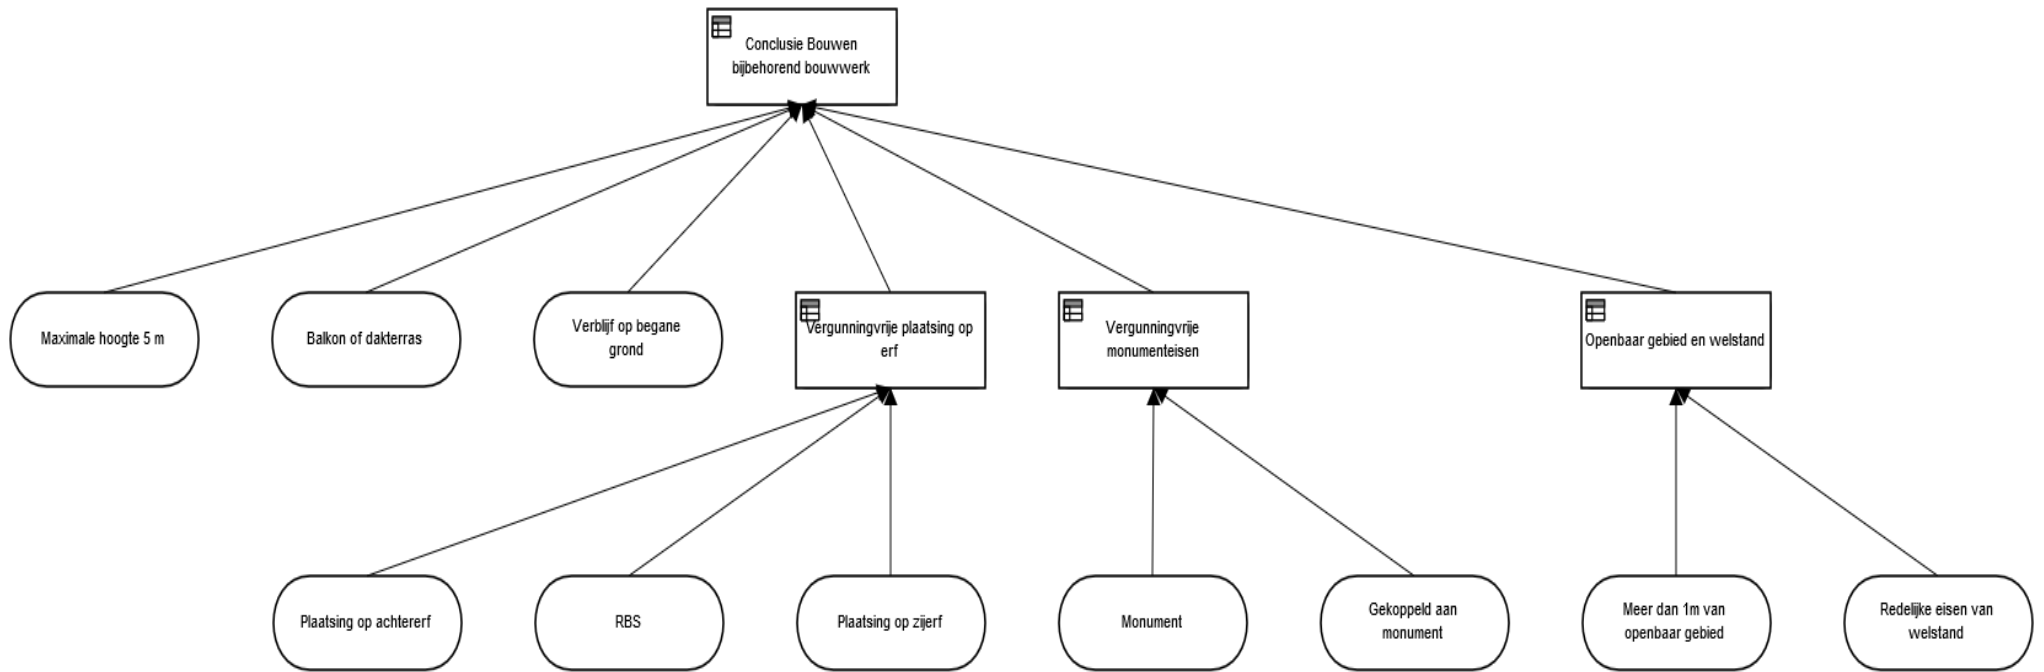 Conclusie Bouwen
bijbehorend bouwwerk
Maximale hoogte 5 m
Balkon of dakterras
Verblijf op begane
grond
Vergunningvrije plaatsing op
erf
Vergunningvrije
monumenteisen
Openbaar gebied en welstand
Plaatsing op achtererf
RBS
Plaatsing op zijerf
Monument
Gekoppeld aan
monument
Meer dan 1m van
openbaar gebied
Redelijke eisen van
welstand